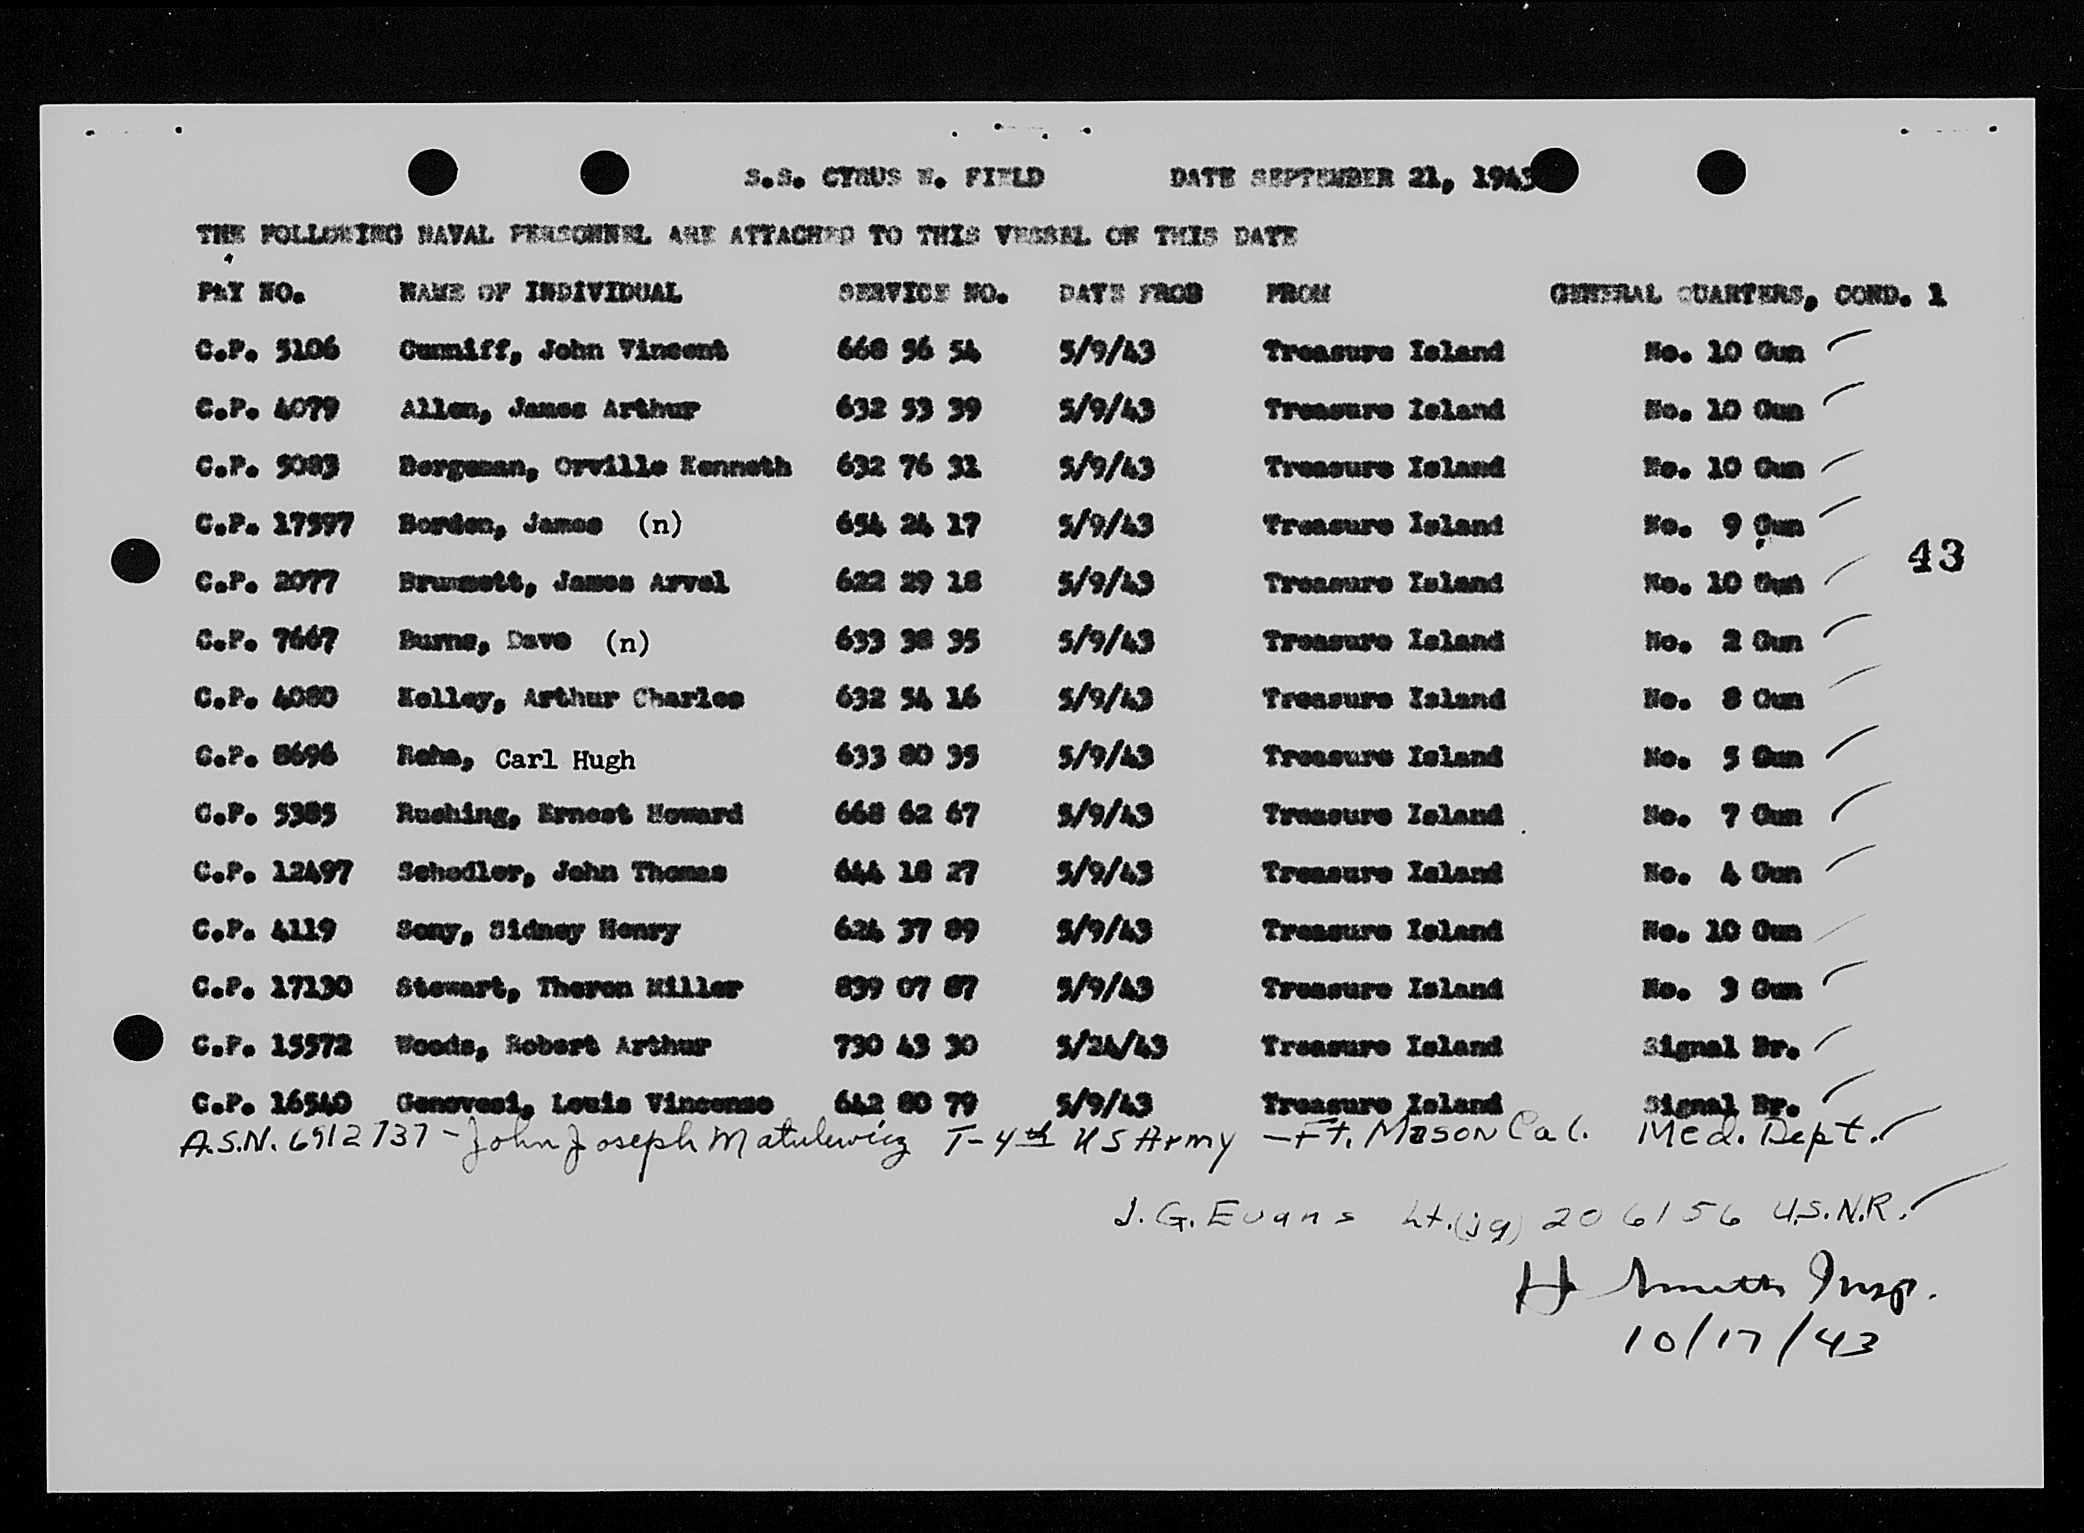 S.S. CYRUS W. FIELD DATE SEPTEMBER 21, 1943
THE FOLLOWING NAVAL PERSONNEL ARE ATTACHED TO THIS VESSEL ON THIS DATE
PAY NO. NAME OF INDIVIDUAL SERVICE NO. DATE FROM FROM GENERAL QUARTERS, COND. 1
C.P. 5106 Cunniff, John Vincent 668 56 54 5/9/43 Treasure Island No. 10 Gun
C.P. 4079 Allen, James Arthur 632 53 39 5/9/43 Treasure Island No. 10 Gun
C.P. 5083 Bergeman, Orville Kenneth 632 76 31 5/9/43 Treasure Island No. 10 Gun
C.P. 17597 Borden, James (n) 654 24 17 5/9/43 Treasure Island No. 9 Gun
43
C.P. 2077 Brummett, James Arval 622 29 18 5/9/43 Treasure Island No. 10 Gun
C.P. 7667 Burns, Dave (n) 633 38 35 5/9/43 Treasure Island No. 2 Gun
C.P. 4080 Kelley, Arthur Charles 632 54 16 5/9/43 Treasure Island No. 8 Gun
C.P. 8696 Rehm, Carl Hugh 633 80 35 5/9/43 Treasure Island No. 5 Gun
C.P. 5385 Rushing, Ernest Howard 668 62 67 5/9/43 Treasure Island No. 7 Gun
C.P. 12497 Schedler, John Thomas 644 18 27 5/9/43 Treasure Island No. 4 Gun
C.P. 4119 Sony, Sidney Henry 624 37 89 5/9/43 Treasure Island No. 10 Gun
C.P. 17130 Stewart, Theron Miller 839 07 87 5/9/43 Treasure Island No. 3 Gun
C.P. 15572 Woods, Robert Arthur 730 43 30 5/24/43 Treasure Island Signal Br.
C.P. 16540 Genovesi, Louis Vincenso 642 80 79 5/9/43 Treasure Island Signal Br.
A.S.N. 6912737 - John Joseph Matulewicz T-4th US Army - Ft. Mason Cal. Med. Dept.
J. G. Evans Lt. (jg) 206156 U.S.N.R.
H Smith Insp.
10/17/43